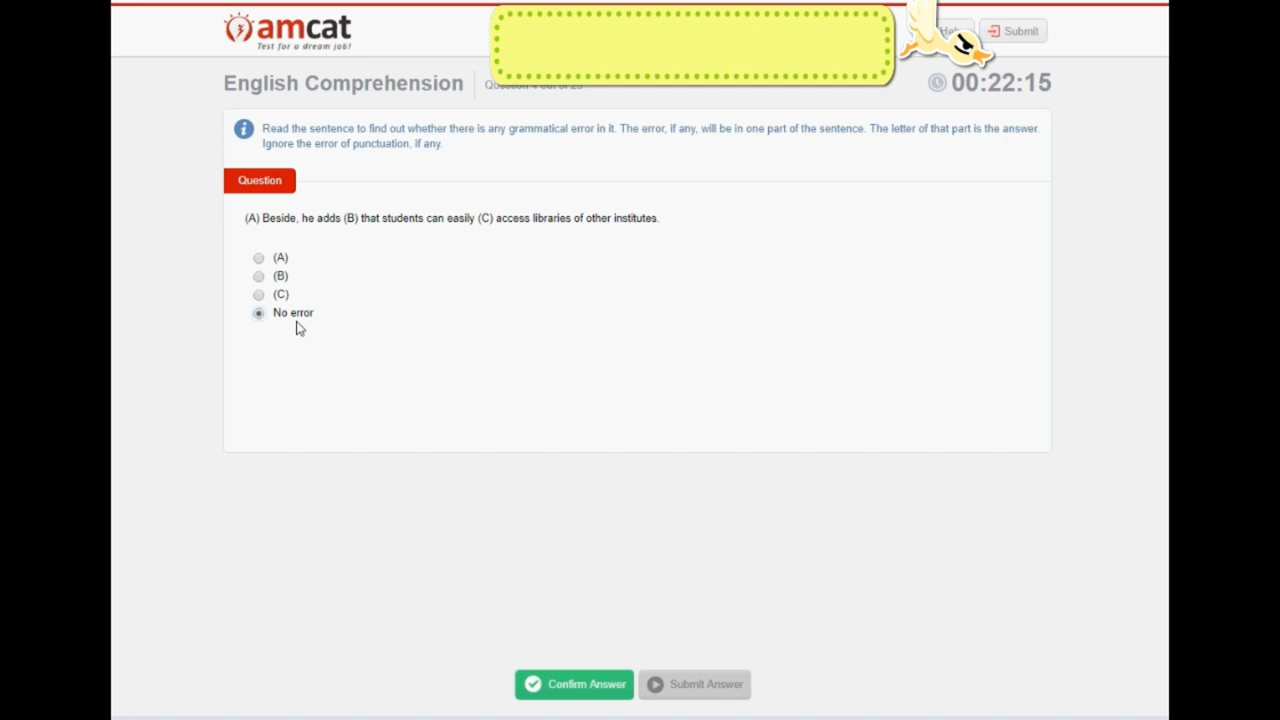 amcat
Test for a dream job!
Submit
English Comprehension
00:22:15
Read the sentence to find out whether there is any grammatical error in it. The error, if any, will be in one part of the sentence. The letter of that part is the answer.
Ignore the error of punctuation, if any.
Question
(A) Beside, he adds (B) that students can easily (C) access libraries of other institutes.
(A)
(B)
(C)
No error
Confirm Answer
Submit Answer